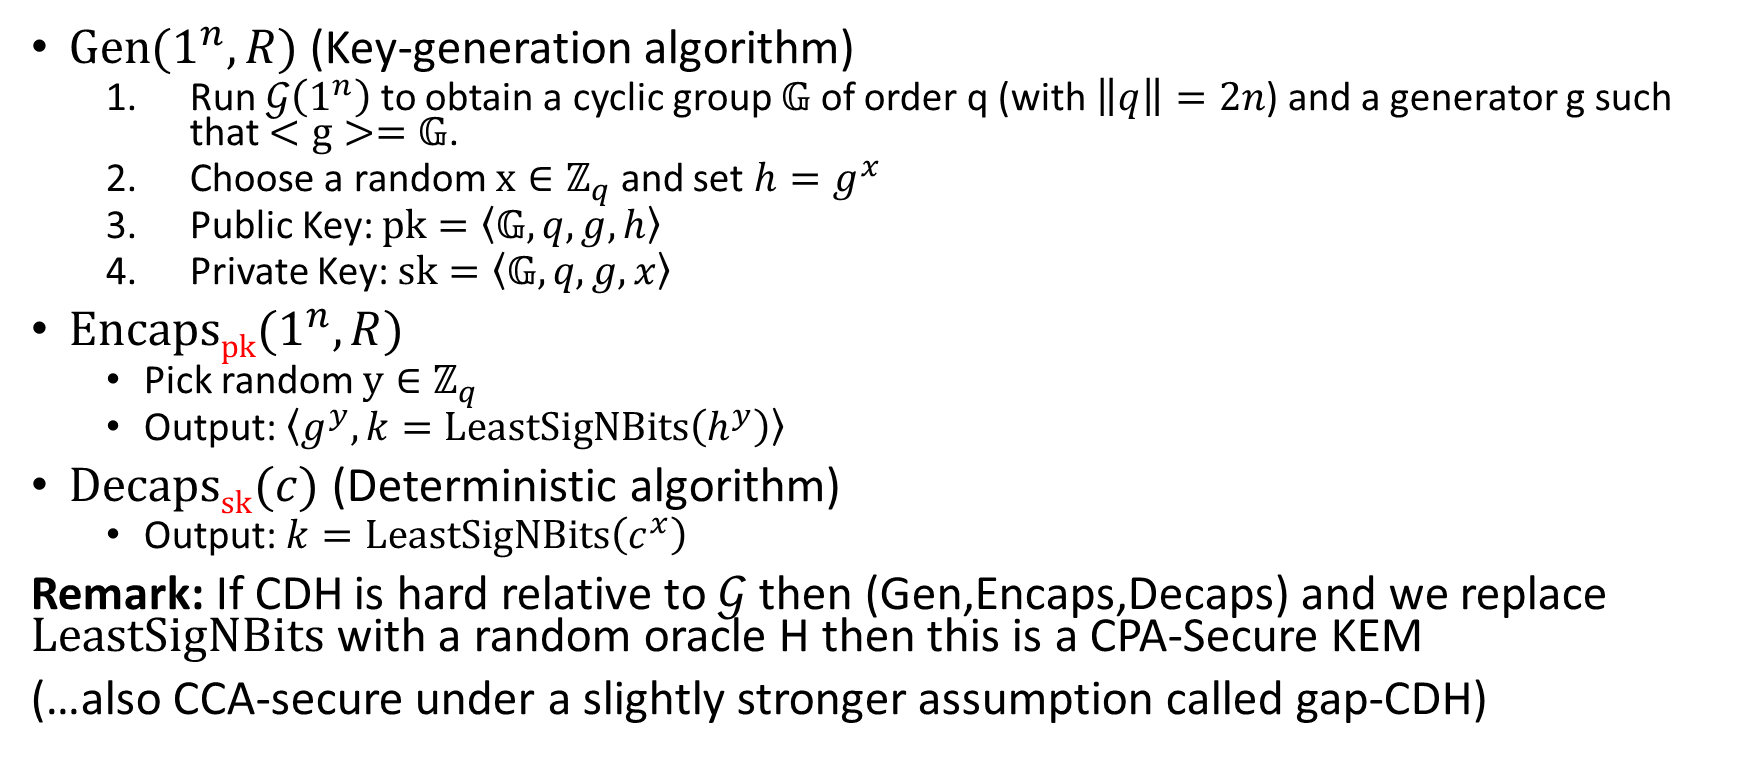 • Gen(1ⁿ, R) (Key-generation algorithm)
1. Run 𝒢(1ⁿ) to obtain a cyclic group 𝔾 of order q (with ‖q‖ = 2n) and a generator g such
that < g >= 𝔾.
2. Choose a random x ∈ ℤ_q and set h = gˣ
3. Public Key: pk = ⟨𝔾, q, g, h⟩
4. Private Key: sk = ⟨𝔾, q, g, x⟩
• Encaps_pk(1ⁿ, R)
• Pick random y ∈ ℤ_q
• Output: ⟨gʸ, k = LeastSigNBits(hʸ)⟩
• Decaps_sk(c) (Deterministic algorithm)
• Output: k = LeastSigNBits(cˣ)
Remark: If CDH is hard relative to 𝒢 then (Gen,Encaps,Decaps) and we replace
LeastSigNBits with a random oracle H then this is a CPA-Secure KEM
(…also CCA-secure under a slightly stronger assumption called gap-CDH)